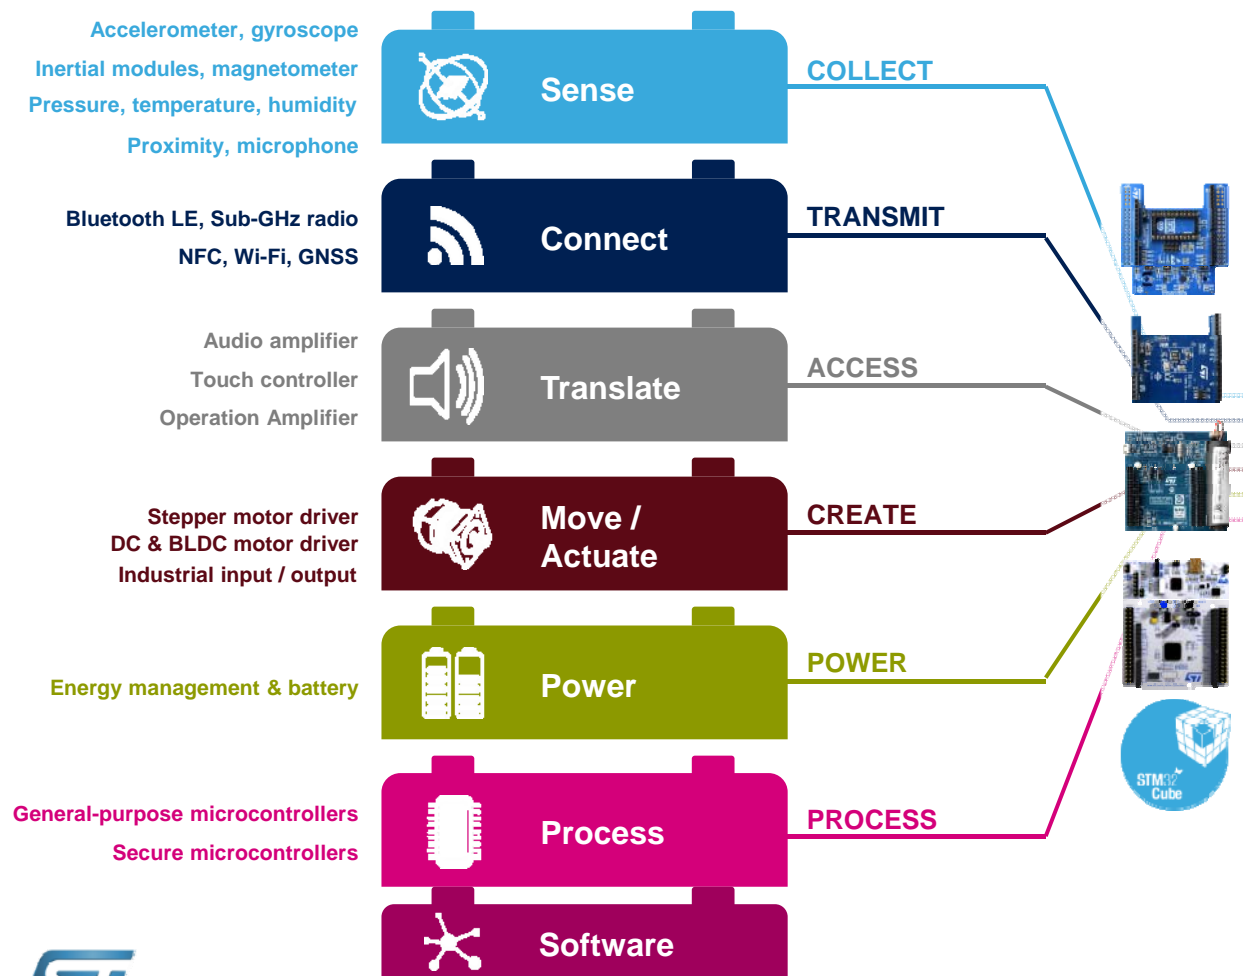 Accelerometer, gyroscope
Inertial modules, magnetometer
Pressure, temperature, humidity
Proximity, microphone
Sense
COLLECT
Bluetooth LE, Sub-GHz radio
NFC, Wi-Fi, GNSS
Connect
TRANSMIT
Audio amplifier
Touch controller
Operation Amplifier
Translate
ACCESS
Stepper motor driver
DC & BLDC motor driver
Industrial input / output
Move /
Actuate
CREATE
Energy management & battery
Power
POWER
General-purpose microcontrollers
Secure microcontrollers
Process
PROCESS
STM32
Cube
Software